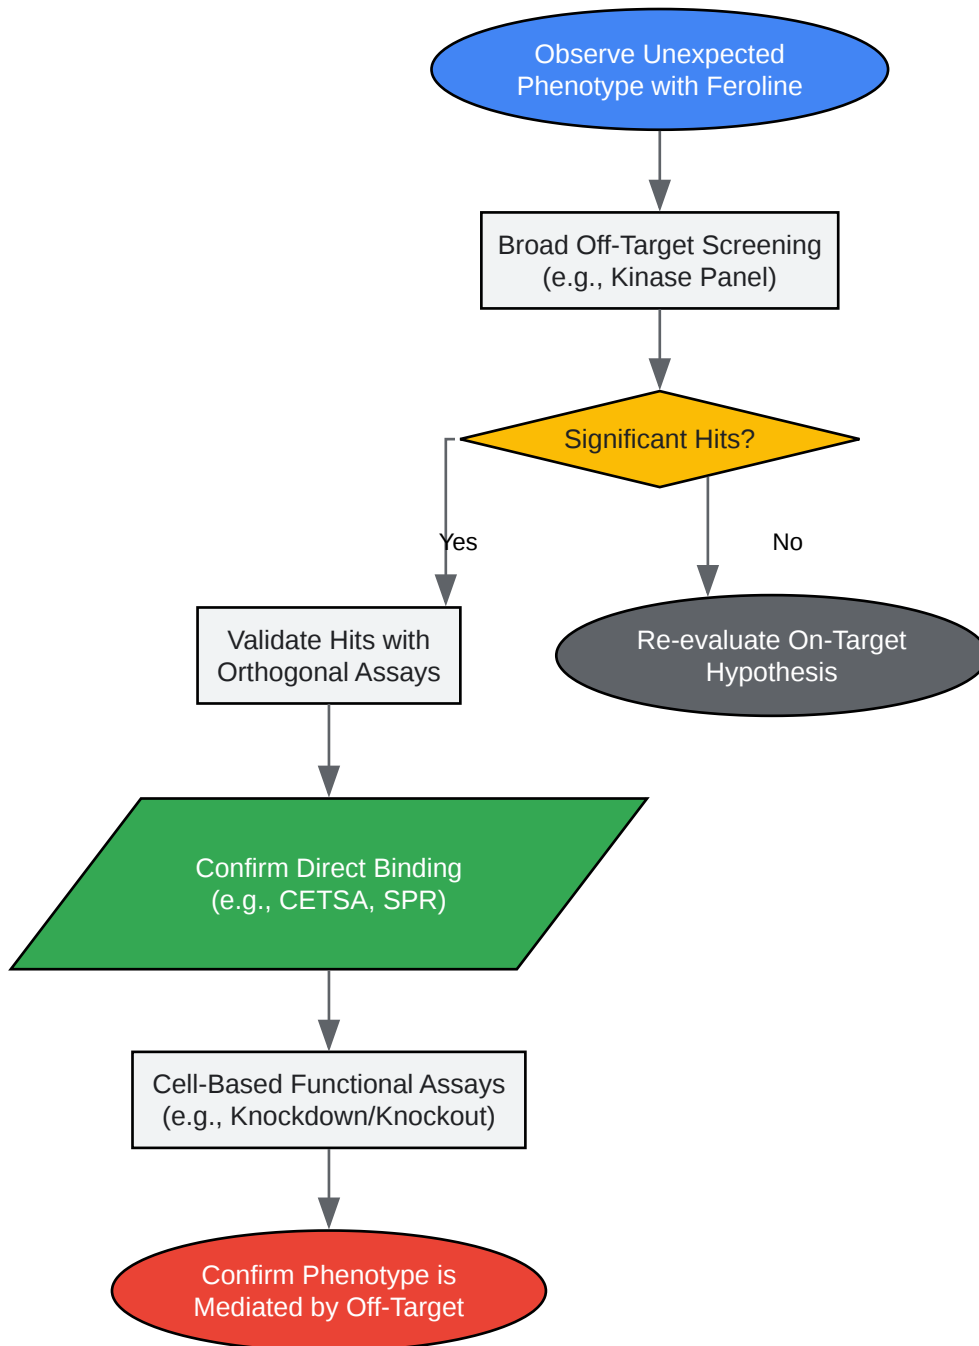 Observe Unexpected
Phenotype with Feroline
Broad Off-Target Screening
(e.g., Kinase Panel)
Significant Hits?
Yes
No
Validate Hits with
Orthogonal Assays
Re-evaluate On-Target
Hypothesis
Confirm Direct Binding
(e.g., CETSA, SPR)
Cell-Based Functional Assays
(e.g., Knockdown/Knockout)
Confirm Phenotype is
Mediated by Off-Target